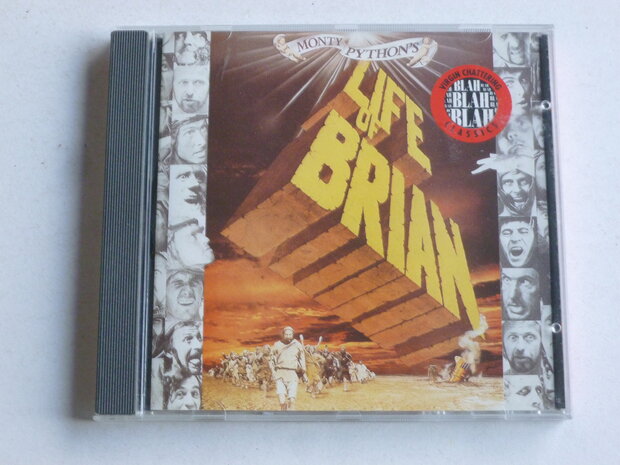 MONTY PYTHON'S
LIFE
OF
BRIAN
VIRGIN CHATTERING
BLAH
BLAH
BLAH
CLASSICS